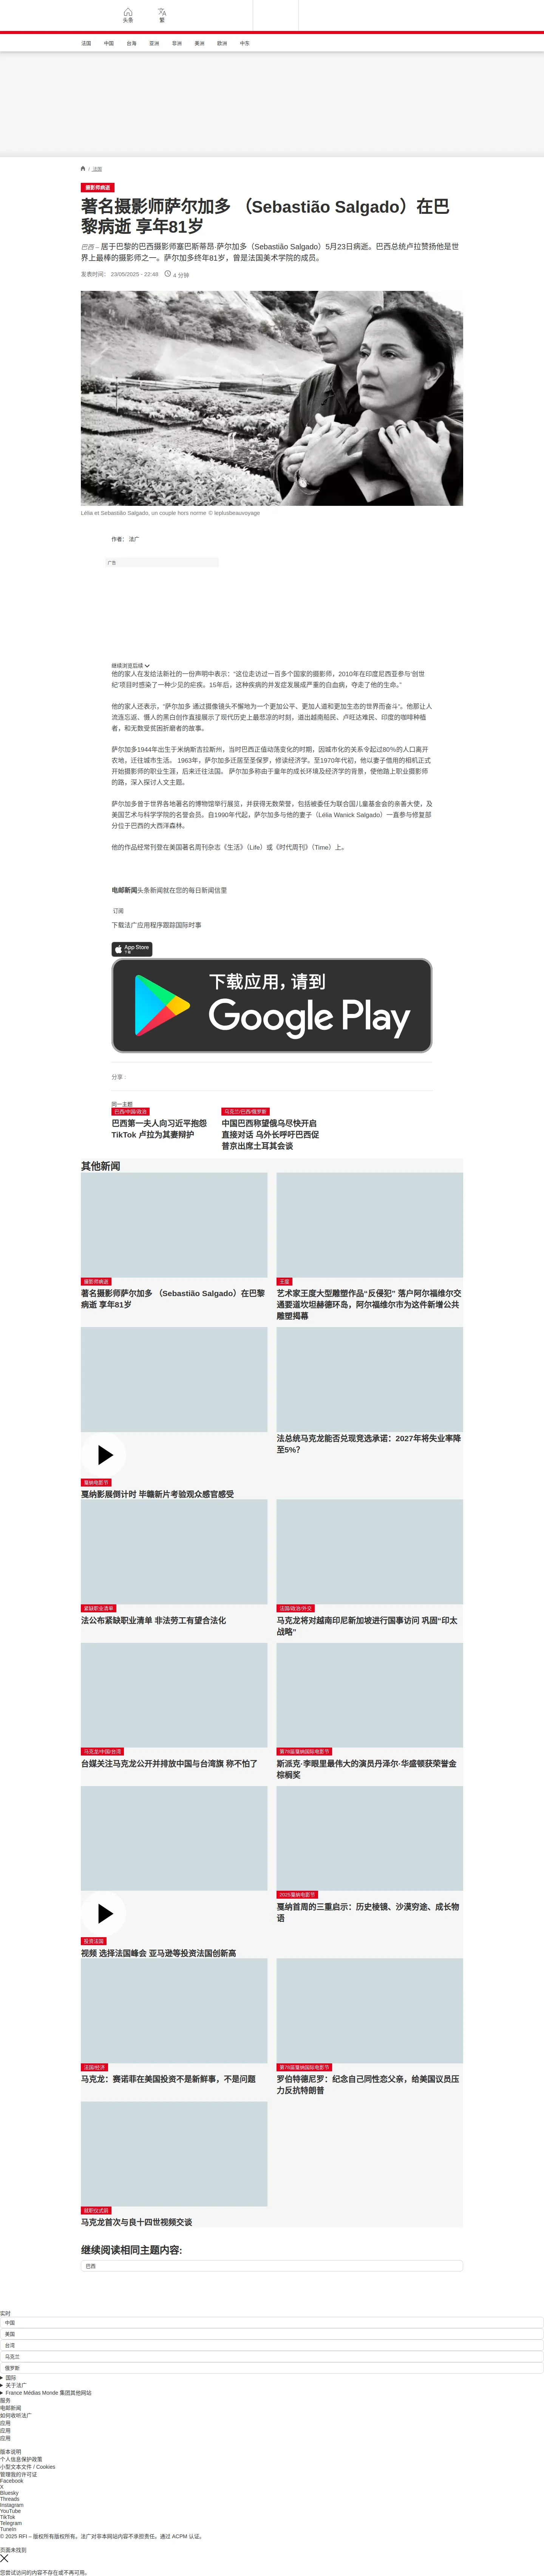 头条
繁
法国
中国
台海
亚洲
非洲
美洲
欧洲
中东
/ 法国
摄影师病逝
著名摄影师萨尔加多 （Sebastião Salgado）在巴
黎病逝 享年81岁
巴西 – 居于巴黎的巴西摄影师塞巴斯蒂昂·萨尔加多（Sebastião Salgado）5月23日病逝。巴西总统卢拉赞扬他是世
界上最棒的摄影师之一。萨尔加多终年81岁，曾是法国美术学院的成员。
发表时间： 23/05/2025 - 22:48 4 分钟
Lélia et Sebastião Salgado, un couple hors norme © leplusbeauvoyage
作者： 法广
广告
继续浏览后续
他的家人在发给法新社的一份声明中表示：“这位走访过一百多个国家的摄影师，2010年在印度尼西亚参与‘创世
纪’项目时感染了一种少见的疟疾。15年后，这种疾病的并发症发展成严重的白血病，夺走了他的生命。”
他的家人还表示，“萨尔加多 通过摄像镜头不懈地为一个更加公平、更加人道和更加生态的世界而奋斗”。他那让人
流连忘返、慑人的黑白创作直接展示了现代历史上最悲凉的时刻，道出越南船民、卢旺达难民、印度的咖啡种植
者，和无数受贫困折磨者的故事。
萨尔加多1944年出生于米纳斯吉拉斯州，当时巴西正值动荡变化的时期，因城市化的关系令起过80%的人口离开
农地，迁往城市生活。 1963年，萨尔加多迁居至圣保罗，修读经济学。至1970年代初，他以妻子借用的相机正式
开始摄影师的职业生涯，后来迁往法国。 萨尔加多称由于童年的成长环境及经济学的背景，使他踏上职业摄影师
的路，深入探讨人文主题。
萨尔加多曾于世界各地著名的博物馆举行展览，并获得无数荣誉，包括被委任为联合国儿童基金会的亲善大使，及
美国艺术与科学学院的名誉会员。自1990年代起，萨尔加多与他的妻子（Lélia Wanick Salgado）一直参与修复部
分位于巴西的大西洋森林。
他的作品经常刊登在美国著名周刊杂志《生活》（Life）或《时代周刊》（Time）上。
电邮新闻头条新闻就在您的每日新闻信里
订阅
下载法广应用程序跟踪国际时事
App Store
下载
下载应用，请到
Google Play
分享 :
同一主题
巴西/中国/政治
巴西第一夫人向习近平抱怨
TikTok 卢拉为其妻辩护
乌克兰/巴西/俄罗斯
中国巴西称望俄乌尽快开启
直接对话 乌外长呼吁巴西促
普京出席土耳其会谈
其他新闻
摄影师病逝
著名摄影师萨尔加多 （Sebastião Salgado）在巴黎
病逝 享年81岁
王度
艺术家王度大型雕塑作品“反侵犯” 落户阿尔福维尔交
通要道坎坦赫德环岛，阿尔福维尔市为这件新增公共
雕塑揭幕
戛纳电影节
戛纳影展倒计时 毕赣新片考验观众感官感受
法总统马克龙能否兑现竞选承诺：2027年将失业率降
至5%？
紧缺职业清单
法公布紧缺职业清单 非法劳工有望合法化
法国/政治/外交
马克龙将对越南印尼新加坡进行国事访问 巩固“印太
战略”
马克龙/中国/台湾
台媒关注马克龙公开并排放中国与台湾旗 称不怕了
第78届戛纳国际电影节
斯派克·李眼里最伟大的演员丹泽尔·华盛顿获荣誉金
棕榈奖
投资法国
视频 选择法国峰会 亚马逊等投资法国创新高
2025戛纳电影节
戛纳首周的三重启示：历史棱镜、沙漠穷途、成长物
语
法国/经济
马克龙：赛诺菲在美国投资不是新鲜事，不是问题
第78届戛纳国际电影节
罗伯特德尼罗：纪念自己同性恋父亲，给美国议员压
力反抗特朗普
就职仪式前
马克龙首次与良十四世视频交谈
继续阅读相同主题内容:
巴西
实时
中国
美国
台湾
乌克兰
俄罗斯
国际
关于法广
France Médias Monde 集团其他网站
服务
电邮新闻
如何收听法广
应用
应用
应用
版本说明
个人信息保护政策
小型文本文件 / Cookies
管理我的许可证
Facebook
X
Bluesky
Threads
Instagram
YouTube
TikTok
Telegram
TuneIn
© 2025 RFI – 版权所有版权所有。法广对非本网站内容不承担责任。通过 ACPM 认证。
页面未找到
您尝试访问的内容不存在或不再可用。